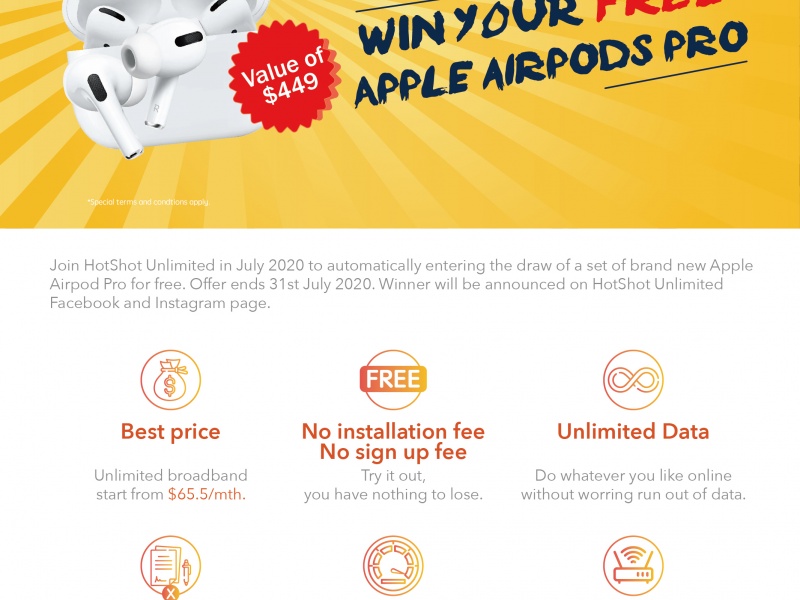 WIN YOUR FREE
APPLE AIRPODS PRO
Value of
$449
*Special terms and conditions apply.
Join HotShot Unlimited in July 2020 to automatically entering the draw of a set of brand new Apple
Airpod Pro for free. Offer ends 31st July 2020. Winner will be announced on HotShot Unlimited
Facebook and Instagram page.
FREE
Best price
No installation fee
No sign up fee
Unlimited Data
Unlimited broadband
start from $65.5/mth.
Try it out,
you have nothing to lose.
Do whatever you like online
without worring run out of data.
R
X